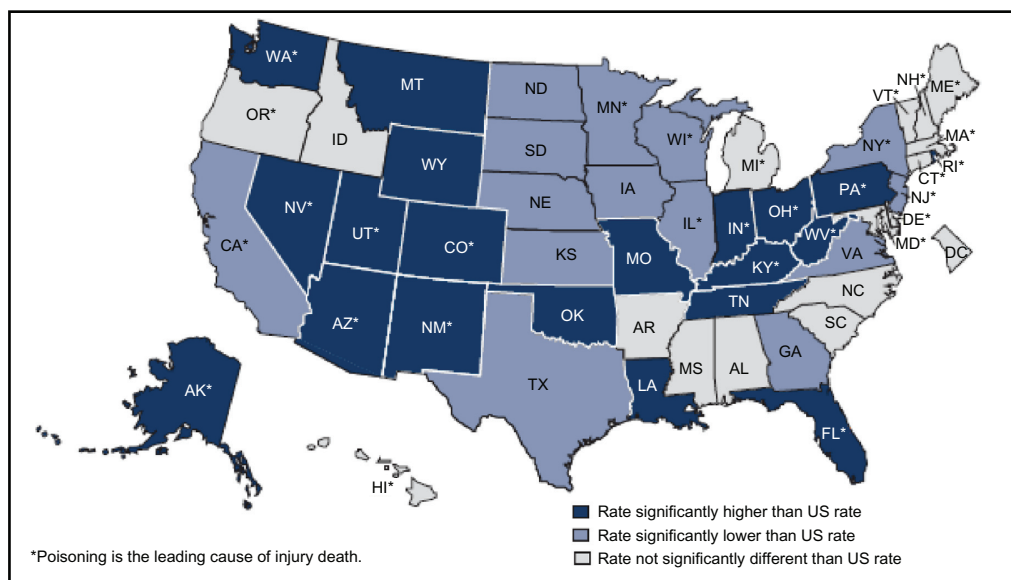 WA*
MT
ND
MN*
OR*
ID
WY
SD
WI*
MI*
NY*
VT*
NH*
ME*
MA*
RI*
CT*
NJ*
DE*
MD*
DC
PA*
NV*
UT*
CO*
NE
IA
IL*
IN*
OH*
WV*
VA
CA*
KS
MO
KY*
TN
NC
SC
AZ*
NM*
OK
AR
MS
AL
GA
TX
LA
FL*
AK*
HI*
Rate significantly higher than US rate
Rate significantly lower than US rate
Rate not significantly different than US rate
*Poisoning is the leading cause of injury death.